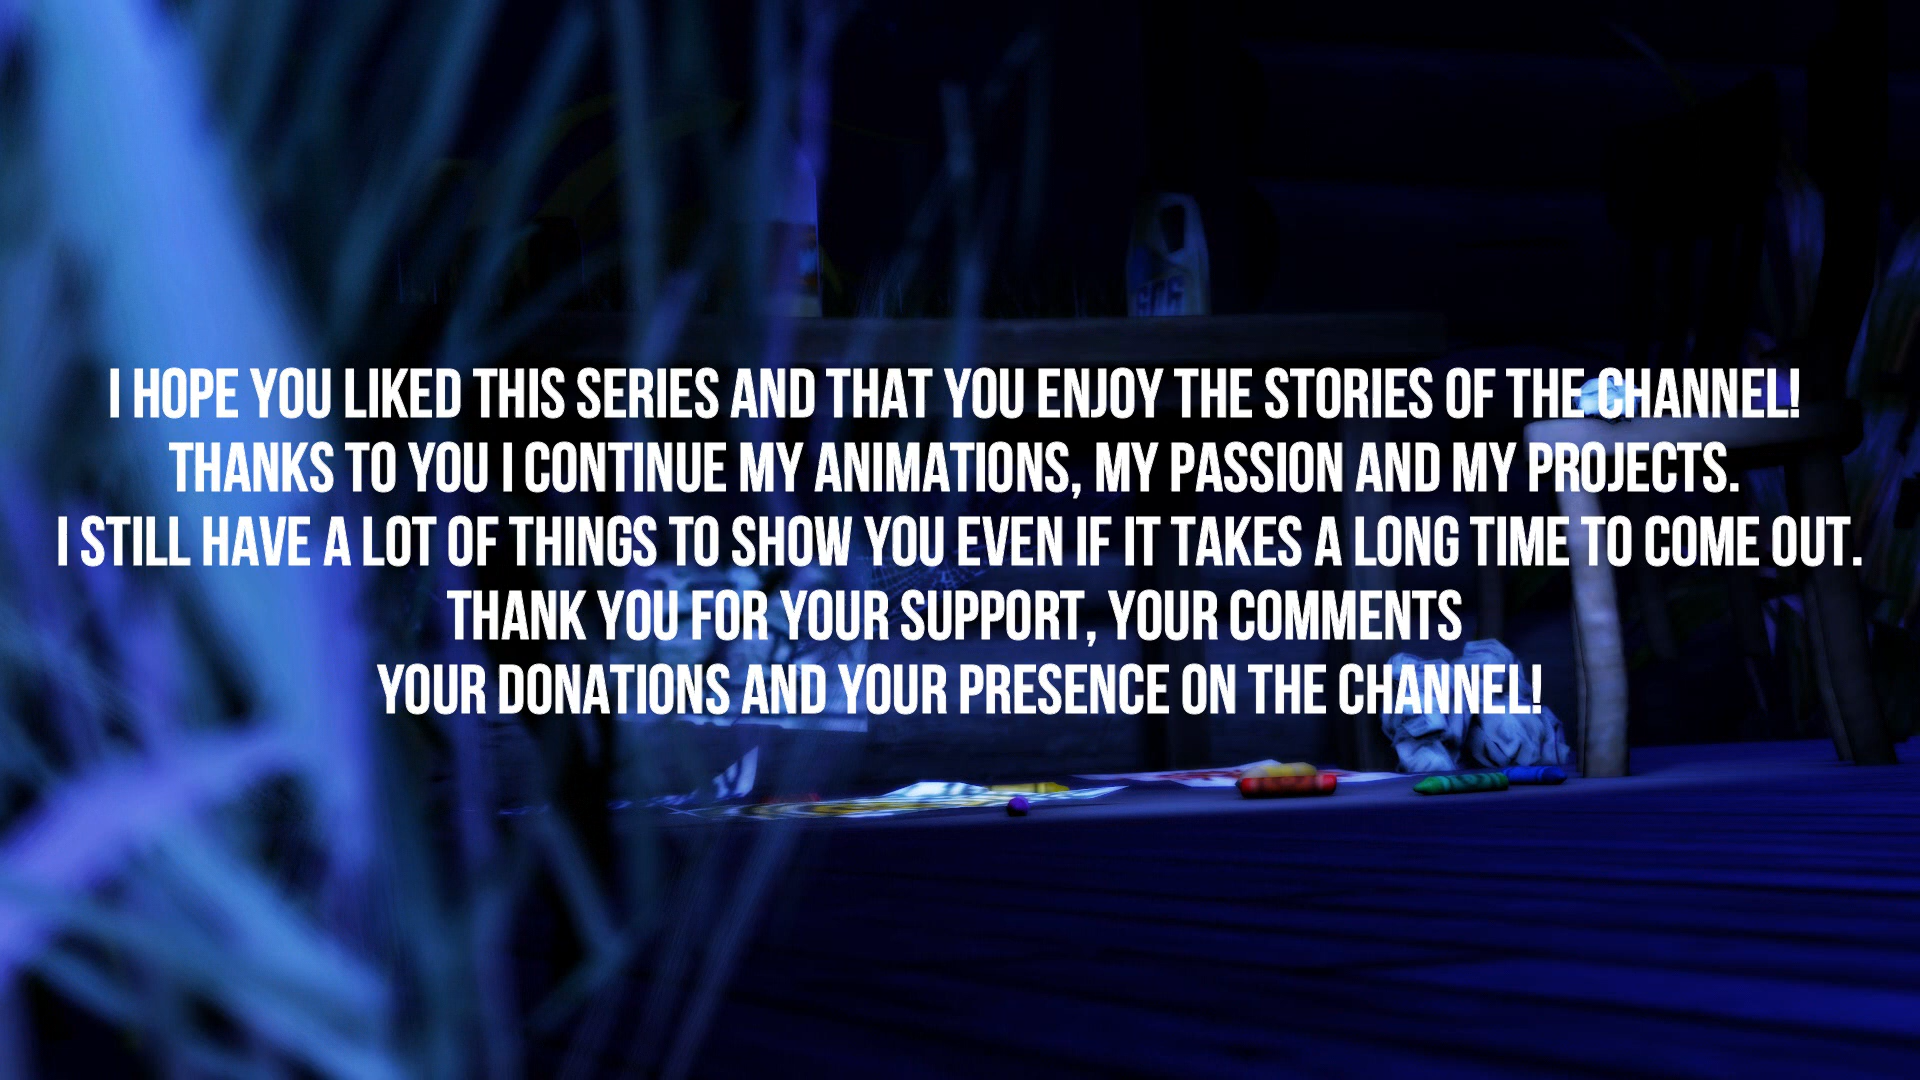 I HOPE YOU LIKED THIS SERIES AND THAT YOU ENJOY THE STORIES OF THE CHANNEL!
THANKS TO YOU I CONTINUE MY ANIMATIONS, MY PASSION AND MY PROJECTS.
I STILL HAVE A LOT OF THINGS TO SHOW YOU EVEN IF IT TAKES A LONG TIME TO COME OUT.
THANK YOU FOR YOUR SUPPORT, YOUR COMMENTS
YOUR DONATIONS AND YOUR PRESENCE ON THE CHANNEL!